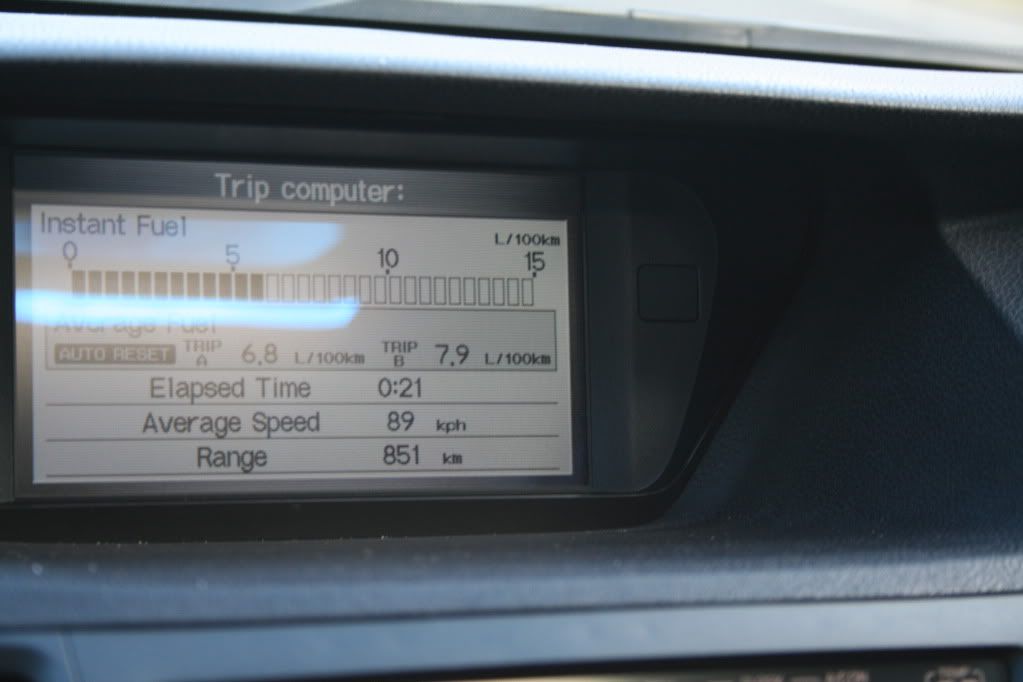 Trip computer:
Instant Fuel
L/100km
0 5 10 15
Average Fuel
AUTO RESET TRIP A 6.8 L/100km TRIP B 7.9 L/100km
Elapsed Time 0:21
Average Speed 89 kph
Range 851 km